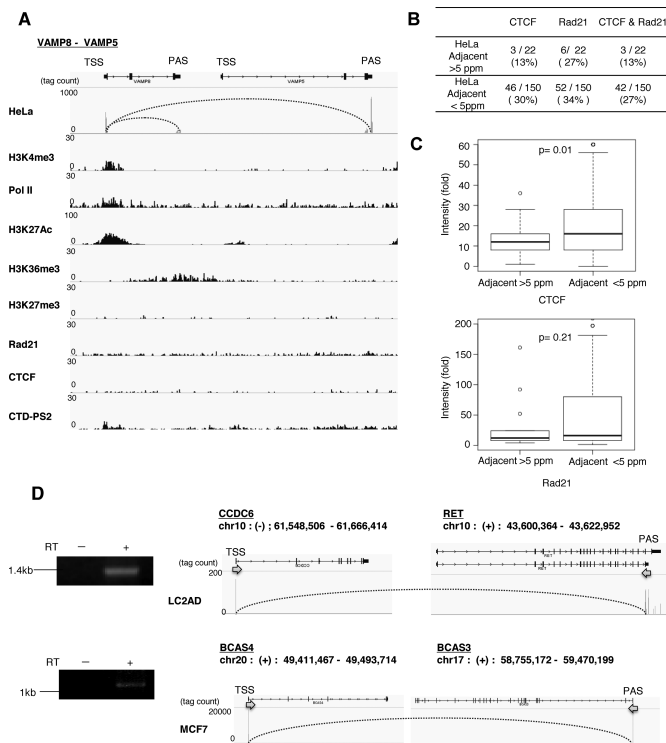 A
VAMP8 - VAMP5
TSS PAS TSS PAS
(tag count)
VAMP8 VAMP5
1000
HeLa
0
30
H3K4me3
0
30
Pol II
0
100
H3K27Ac
0
30
H3K36me3
0
30
H3K27me3
0
30
Rad21
0
30
CTCF
0
30
CTD-PS2
0
B
CTCF Rad21 CTCF & Rad21
HeLa Adjacent >5 ppm
3 / 22 (13%) 6/ 22 ( 27%) 3 / 22 (13%)
HeLa Adjacent < 5ppm
46 / 150 ( 30%) 52 / 150 ( 34%) 42 / 150 (27%)
C
Intensity (fold)
60
50
40
30
20
10
0
p= 0.01
Adjacent >5 ppm Adjacent <5 ppm
CTCF
Intensity (fold)
200
150
100
50
0
p= 0.21
Adjacent >5 ppm Adjacent <5 ppm
Rad21
D
RT − +
1.4kb
CCDC6
chr10 : (-) ; 61,548,506 - 61,666,414
TSS
(tag count)
200
LC2AD
0
RET
chr10 : (+) : 43,600,364 - 43,622,952
PAS
RET
RET
RT − +
1kb
BCAS4
chr20 : (+) : 49,411,467 - 49,493,714
TSS
(tag count)
20000
BCAS4
MCF7
0
BCAS3
chr17 : (+) : 58,755,172 - 59,470,199
PAS
BCAS3